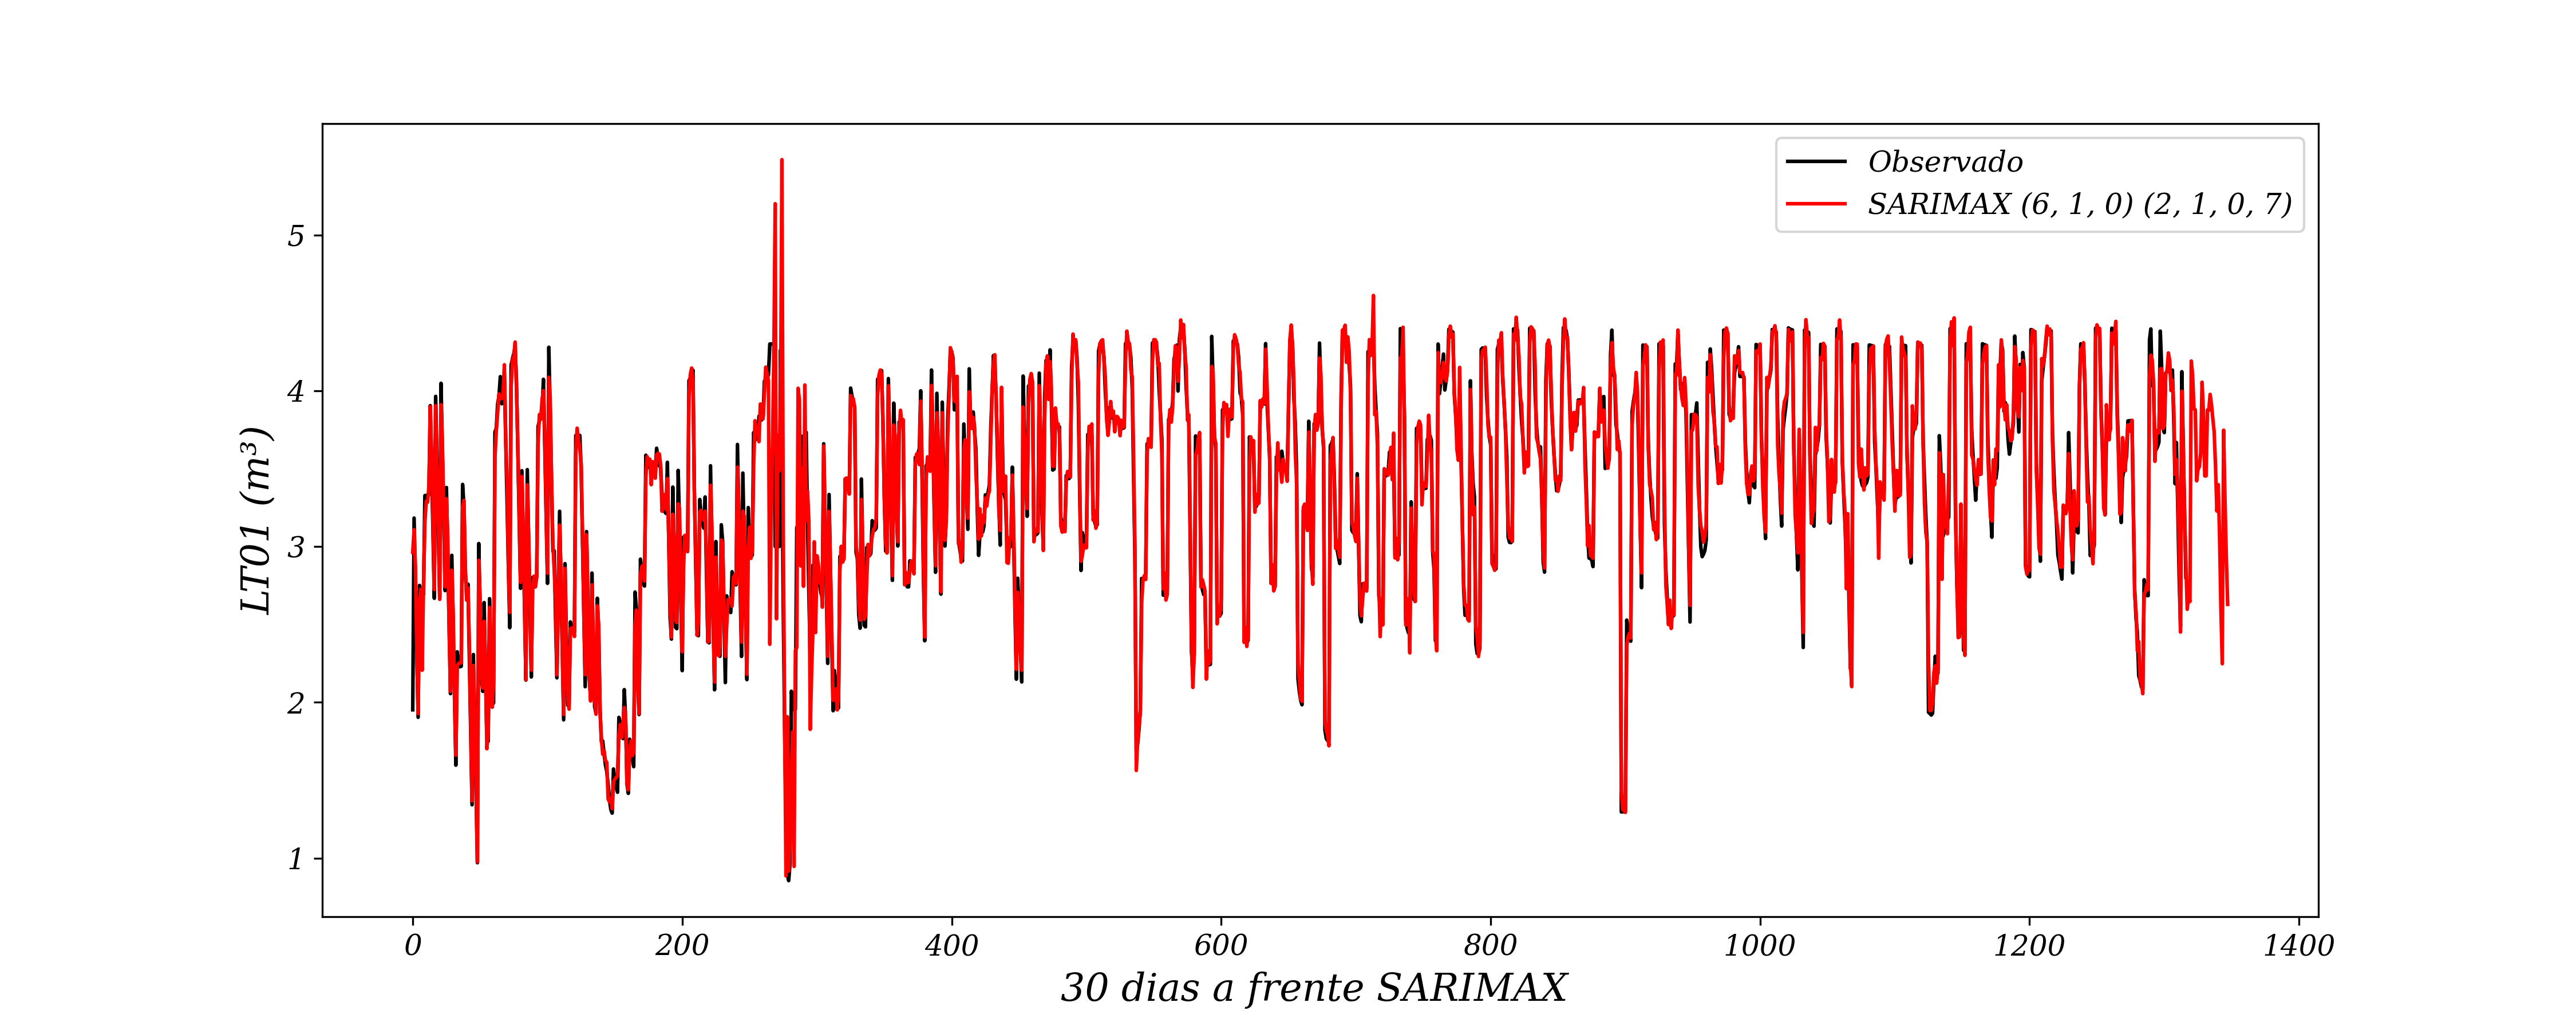 Observado
SARIMAX (6, 1, 0) (2, 1, 0, 7)
5
4
3
2
1
LT01 (m³)
0 200 400 600 800 1000 1200 1400
30 dias a frente SARIMAX